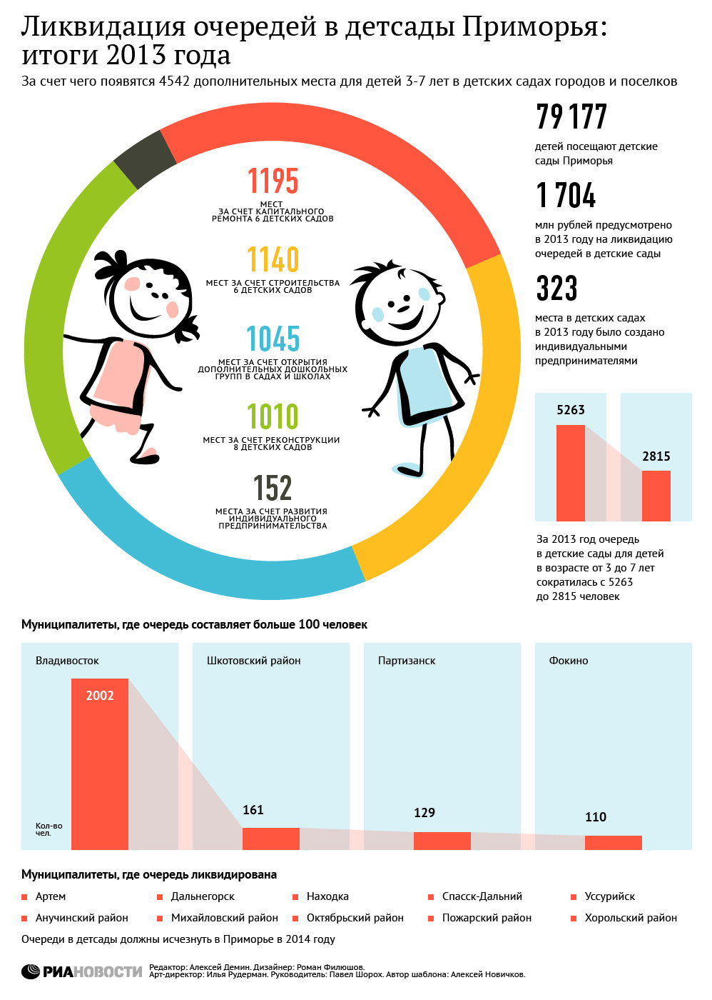 Ликвидация очередей в детсады Приморья:
итоги 2013 года
За счет чего появятся 4542 дополнительных места для детей 3-7 лет в детских садах городов и поселков
1195
МЕСТ
ЗА СЧЕТ КАПИТАЛЬНОГО
РЕМОНТА 6 ДЕТСКИХ САДОВ
1140
МЕСТ ЗА СЧЕТ СТРОИТЕЛЬСТВА
6 ДЕТСКИХ САДОВ
1045
МЕСТ ЗА СЧЕТ ОТКРЫТИЯ
ДОПОЛНИТЕЛЬНЫХ ДОШКОЛЬНЫХ
ГРУПП В САДАХ И ШКОЛАХ
1010
МЕСТ ЗА СЧЕТ РЕКОНСТРУКЦИИ
8 ДЕТСКИХ САДОВ
152
МЕСТА ЗА СЧЕТ РАЗВИТИЯ
ИНДИВИДУАЛЬНОГО
ПРЕДПРИНИМАТЕЛЬСТВА
79 177
детей посещают детские
сады Приморья
1 704
млн рублей предусмотрено
в 2013 году на ликвидацию
очередей в детские сады
323
места в детских садах
в 2013 году было создано
индивидуальными
предпринимателями
5263
2815
За 2013 год очередь
в детские сады для детей
в возрасте от 3 до 7 лет
сократилась с 5263
до 2815 человек
Муниципалитеты, где очередь составляет больше 100 человек
Владивосток
Шкотовский район
Партизанск
Фокино
2002
161
129
110
Кол-во
чел.
Муниципалитеты, где очередь ликвидирована
Артем
Дальнегорск
Находка
Спасск-Дальний
Уссурийск
Анучинский район
Михайловский район
Октябрьский район
Пожарский район
Хорольский район
Очереди в детсады должны исчезнуть в Приморье в 2014 году
РИАНОВОСТИ
Редактор: Алексей Демин. Дизайнер: Роман Филюшов.
Арт-директор: Илья Рудерман. Руководитель: Павел Шорох. Автор шаблона: Алексей Новичков.